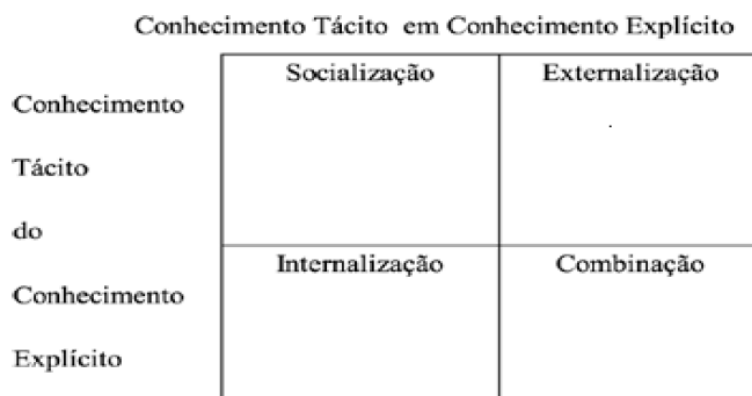 Conhecimento Tácito em Conhecimento Explícito
Socialização
Externalização
Conhecimento
Tácito
do
Internalização
Combinação
Conhecimento
Explícito